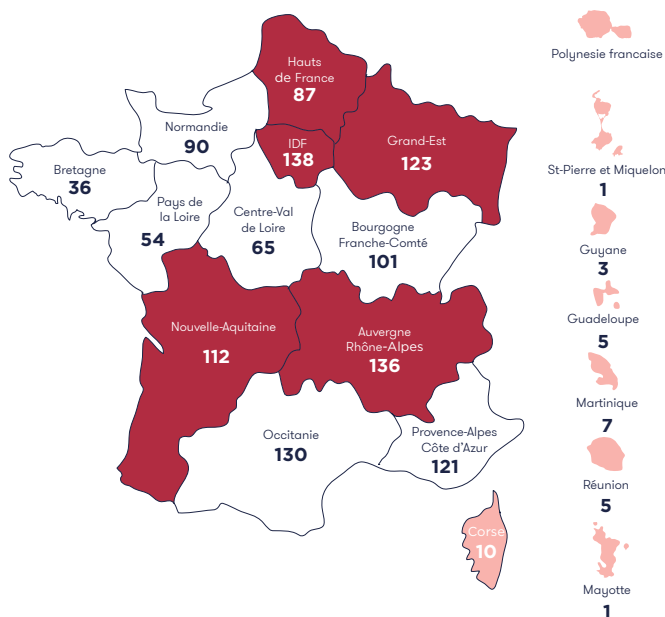 Hauts
de France
87
Normandie
90
IDF
138
Grand-Est
123
Bretagne
36
Pays de
la Loire
54
Centre-Val
de Loire
65
Bourgogne
Franche-Comté
101
Nouvelle-Aquitaine
112
Auvergne
Rhône-Alpes
136
Occitanie
130
Provence-Alpes
Côte d'Azur
121
Corse
10
Polynesie francaise
St-Pierre et Miquelon
1
Guyane
3
Guadeloupe
5
Martinique
7
Réunion
5
Mayotte
1